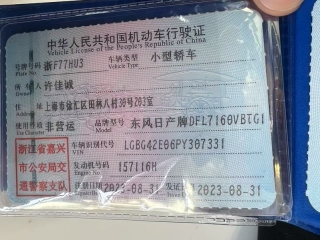 中华人民共和国机动车行驶证
Vehicle License of the People's Republic of China
号牌号码 浙F77HU3 车辆类型 小型轿车
Plate No. Vehicle Type
所有人 许佳诚
住址 上海市徐汇区田林八村30号203室
使用性质 非营运 品牌型号 东风日产牌DFL7160VBTG1
Use Character
浙江省嘉兴 车辆识别代号 LGBG42E06PY307331
VIN
市公安局交 发动机号码 157116H
Engine No.
通警察支队 注册日期 2023-08-31 发证日期 2023-08-31